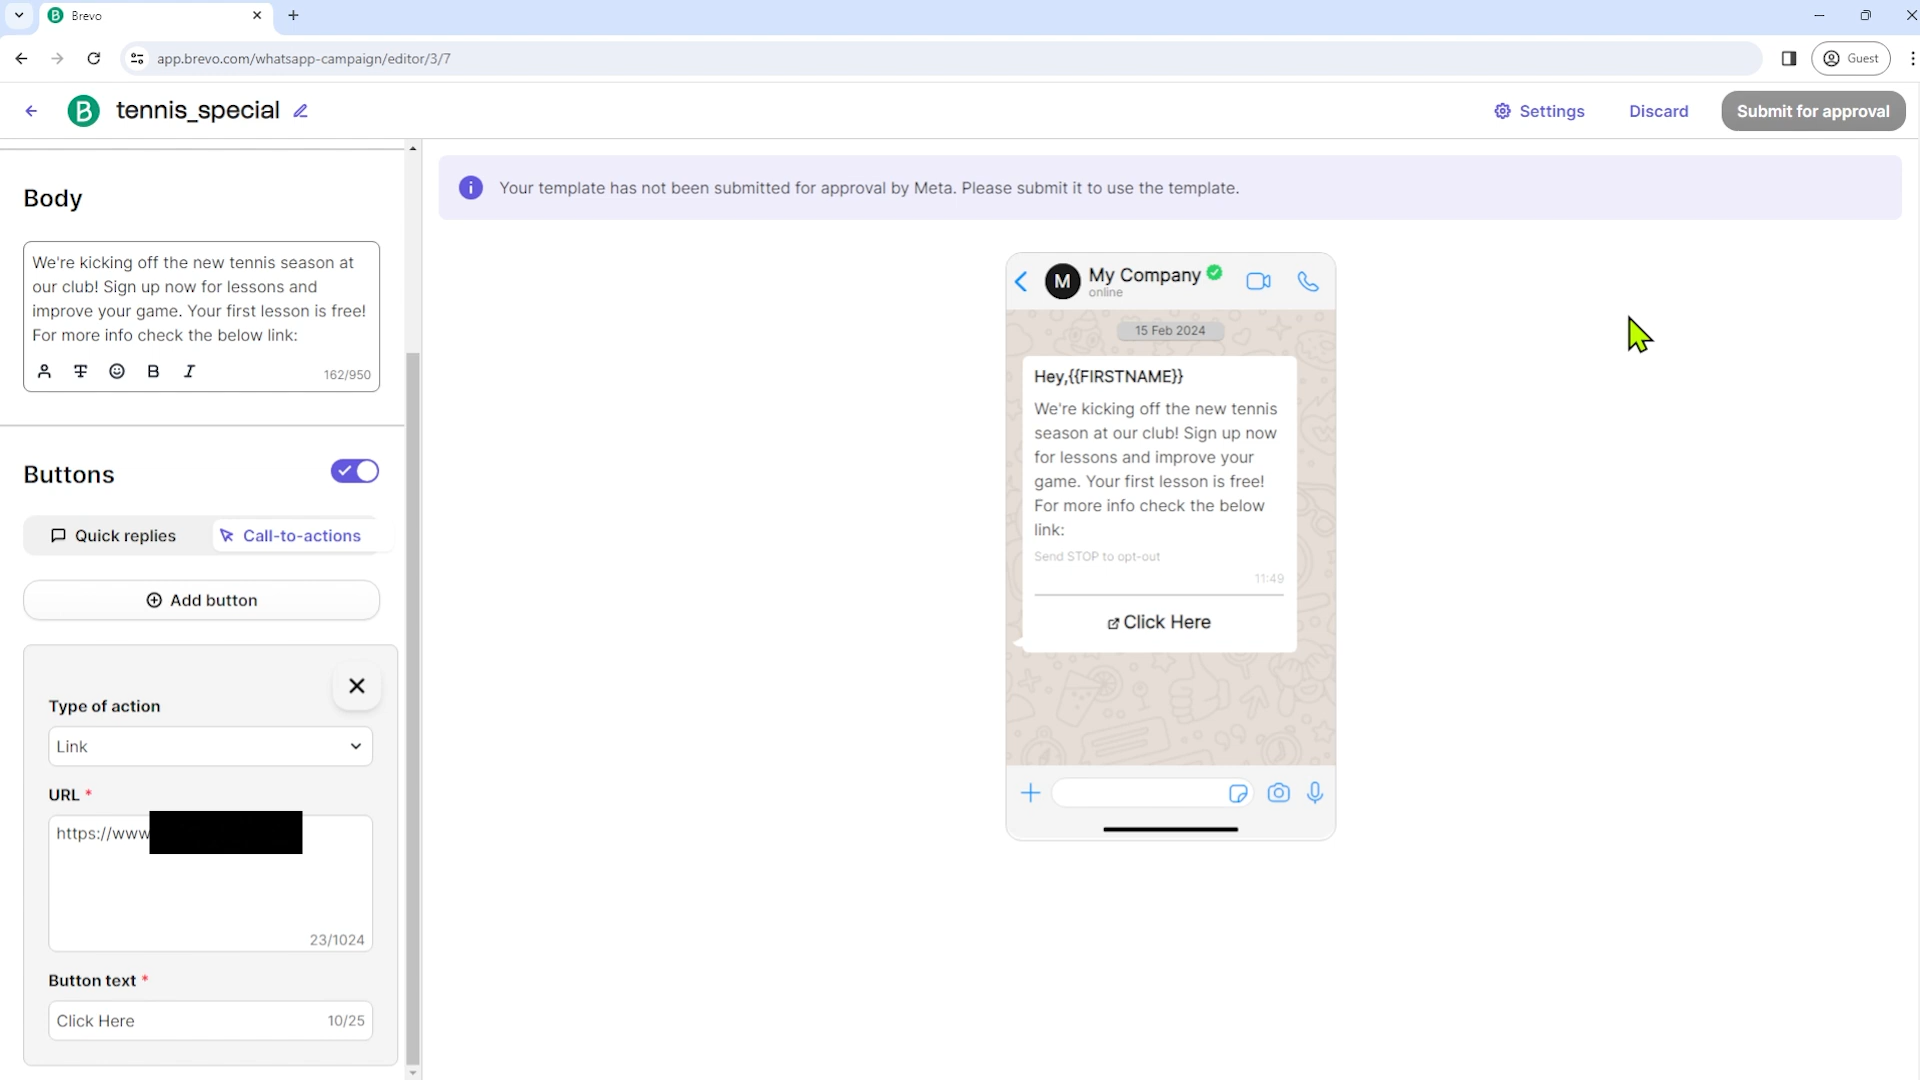 Brevo
app.brevo.com/whatsapp-campaign/editor/3/7
Guest
B tennis_special
Settings
Discard
Submit for approval
Body
We're kicking off the new tennis season at
our club! Sign up now for lessons and
improve your game. Your first lesson is free!
For more info check the below link:
B I
162/950
Buttons
Quick replies
Call-to-actions
Add button
Type of action
Link
URL *
https://www
23/1024
Button text *
Click Here
10/25
Your template has not been submitted for approval by Meta. Please submit it to use the template.
M
My Company
online
15 Feb 2024
Hey,{{FIRSTNAME}}
We're kicking off the new tennis
season at our club! Sign up now
for lessons and improve your
game. Your first lesson is free!
For more info check the below
link:
Send STOP to opt-out
11:49
Click Here